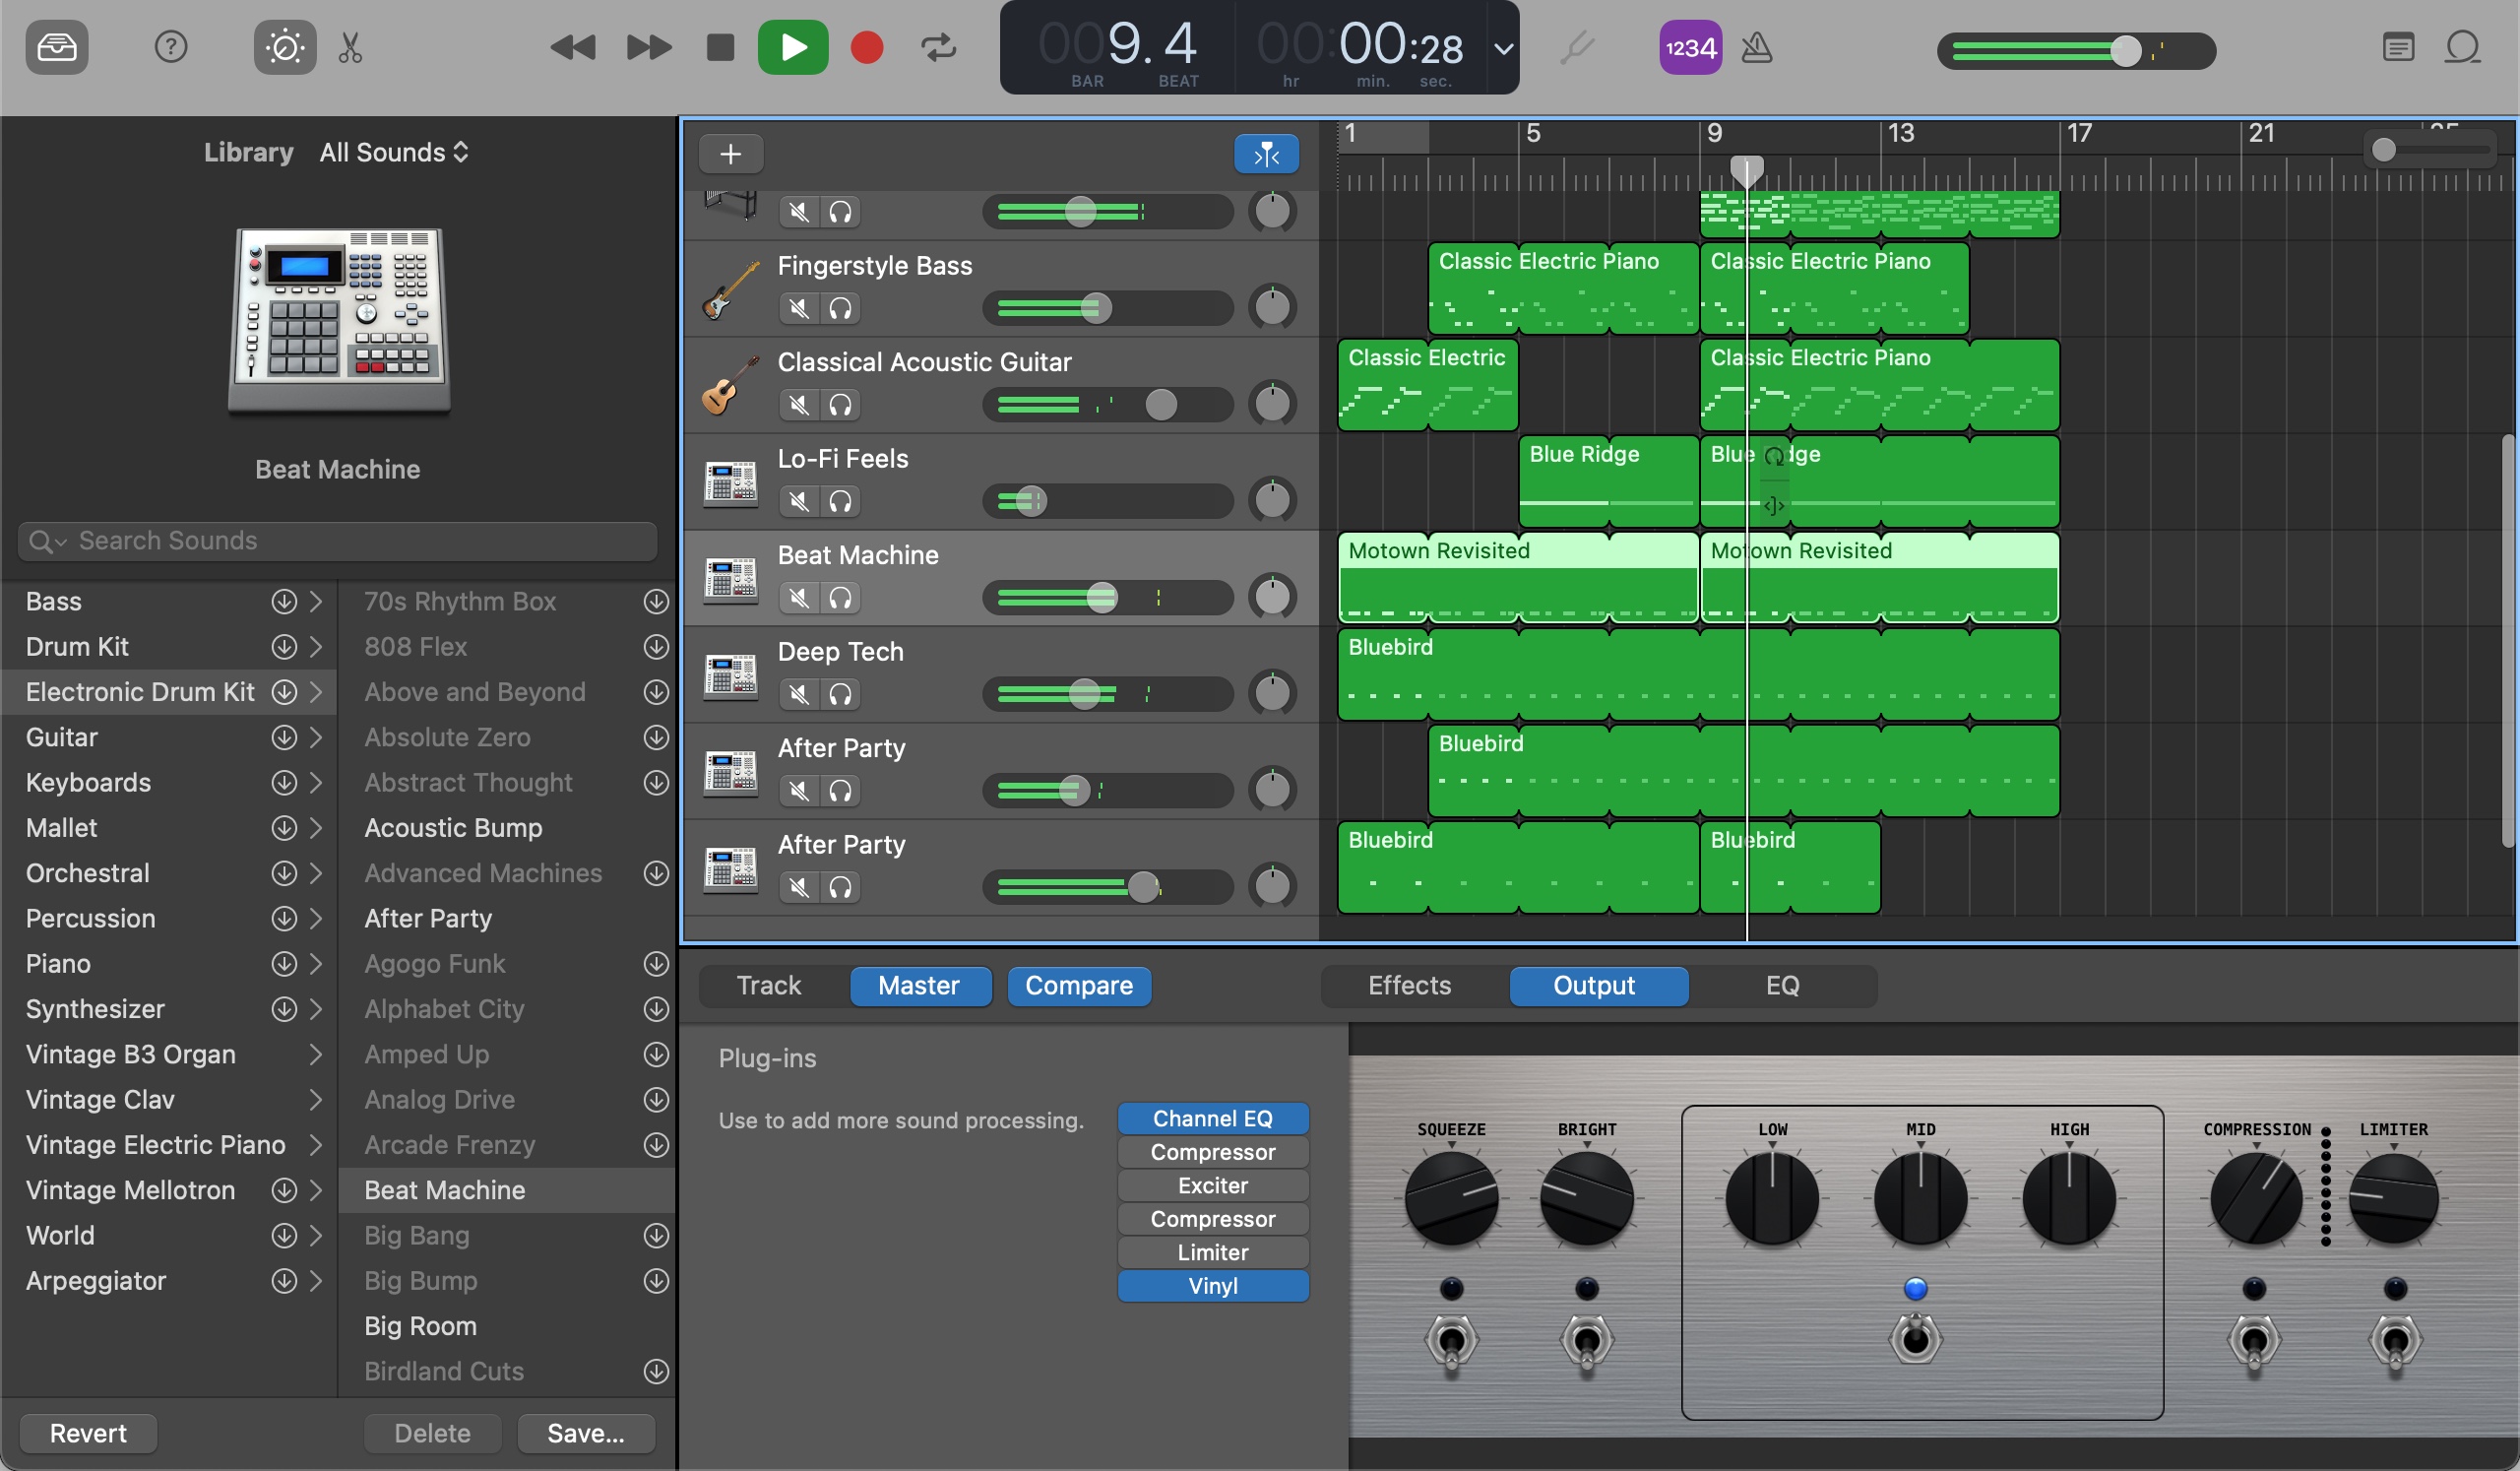 009. 4
BAR BEAT
00:00:28
hr min. sec.
1234
Library All Sounds
Beat Machine
Search Sounds
Bass
Drum Kit
Electronic Drum Kit
Guitar
Keyboards
Mallet
Orchestral
Percussion
Piano
Synthesizer
Vintage B3 Organ
Vintage Clav
Vintage Electric Piano
Vintage Mellotron
World
Arpeggiator
70s Rhythm Box
808 Flex
Above and Beyond
Absolute Zero
Abstract Thought
Acoustic Bump
Advanced Machines
After Party
Agogo Funk
Alphabet City
Amped Up
Analog Drive
Arcade Frenzy
Beat Machine
Big Bang
Big Bump
Big Room
Birdland Cuts
Revert Delete Save...
1 5 9 13 17 21
Fingerstyle Bass
Classic Electric Piano Classic Electric Piano
Classical Acoustic Guitar
Classic Electric Classic Electric Piano
Lo-Fi Feels
Blue Ridge Blue dge
Beat Machine
Motown Revisited Motown Revisited
Deep Tech
Bluebird
After Party
Bluebird
After Party
Bluebird Bluebird
Track Master Compare Effects Output EQ
Plug-ins
Use to add more sound processing.
Channel EQ
Compressor
Exciter
Compressor
Limiter
Vinyl
SQUEEZE BRIGHT LOW MID HIGH COMPRESSION LIMITER